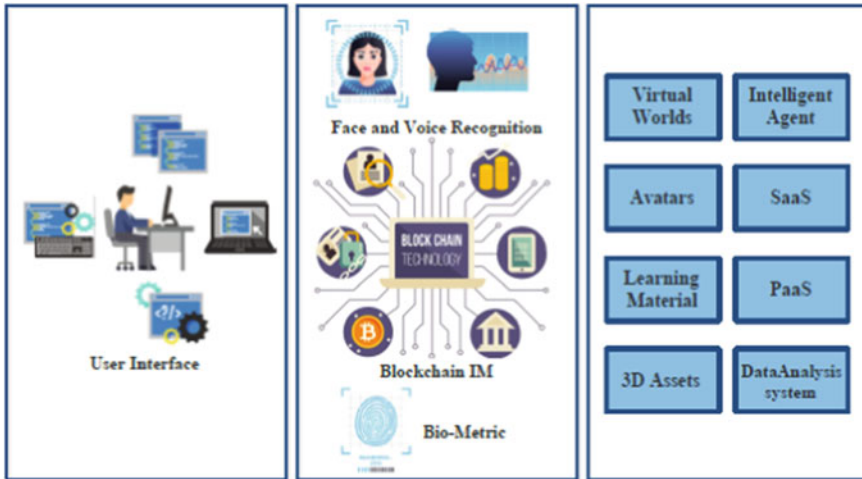 User Interface
Face and Voice Recognition
BLOCK CHAIN
TECHNOLOGY
Blockchain IM
Bio-Metric
Virtual
Worlds
Intelligent
Agent
Avatars
SaaS
Learning
Material
PaaS
3D Assets
DataAnalysis
system